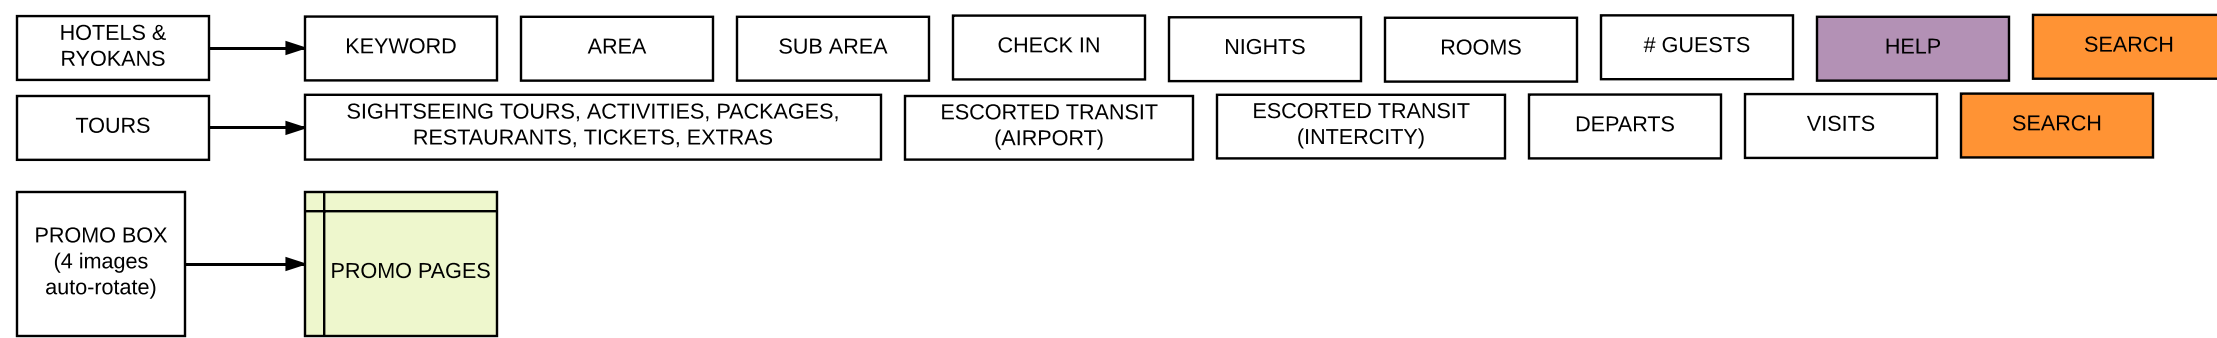 HOTELS &
RYOKANS
KEYWORD
AREA
SUB AREA
CHECK IN
NIGHTS
ROOMS
# GUESTS
HELP
SEARCH
TOURS
SIGHTSEEING TOURS, ACTIVITIES, PACKAGES,
RESTAURANTS, TICKETS, EXTRAS
ESCORTED TRANSIT
(AIRPORT)
ESCORTED TRANSIT
(INTERCITY)
DEPARTS
VISITS
SEARCH
PROMO BOX
(4 images
auto-rotate)
PROMO PAGES